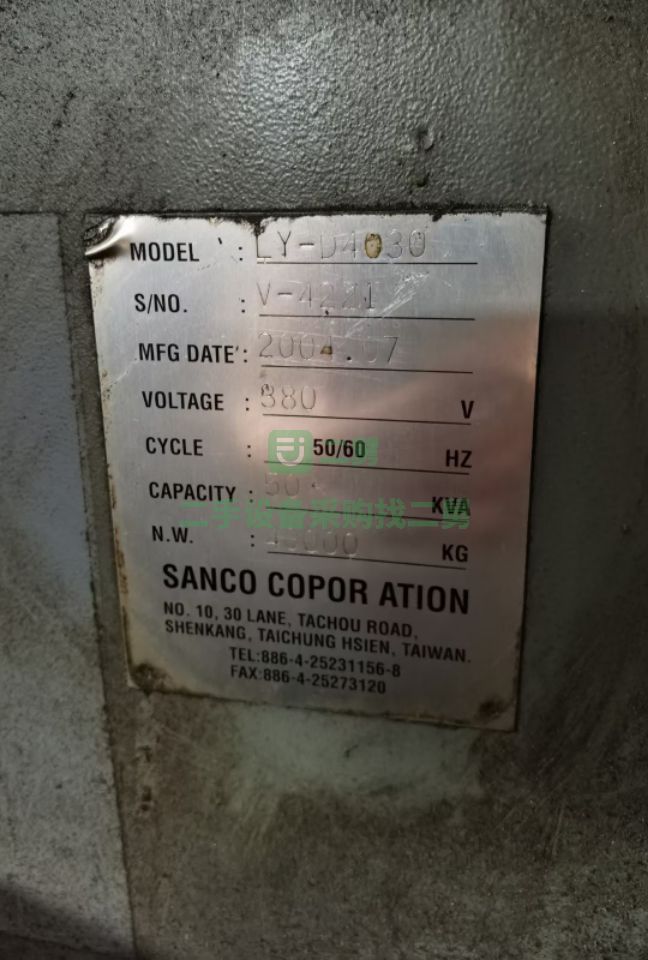 MODEL : LY-D4030
S/NO. : V-4221
MFG DATE : 2004.07
VOLTAGE : 380 V
CYCLE : 50/60 HZ
CAPACITY : 50 KVA
二手设备采购找二勇
N.W. : KG
SANCO COPOR ATION
NO. 10, 30 LANE, TACHOU ROAD,
SHENKANG, TAICHUNG HSIEN, TAIWAN.
TEL:886-4-25231156-8
FAX:886-4-25273120